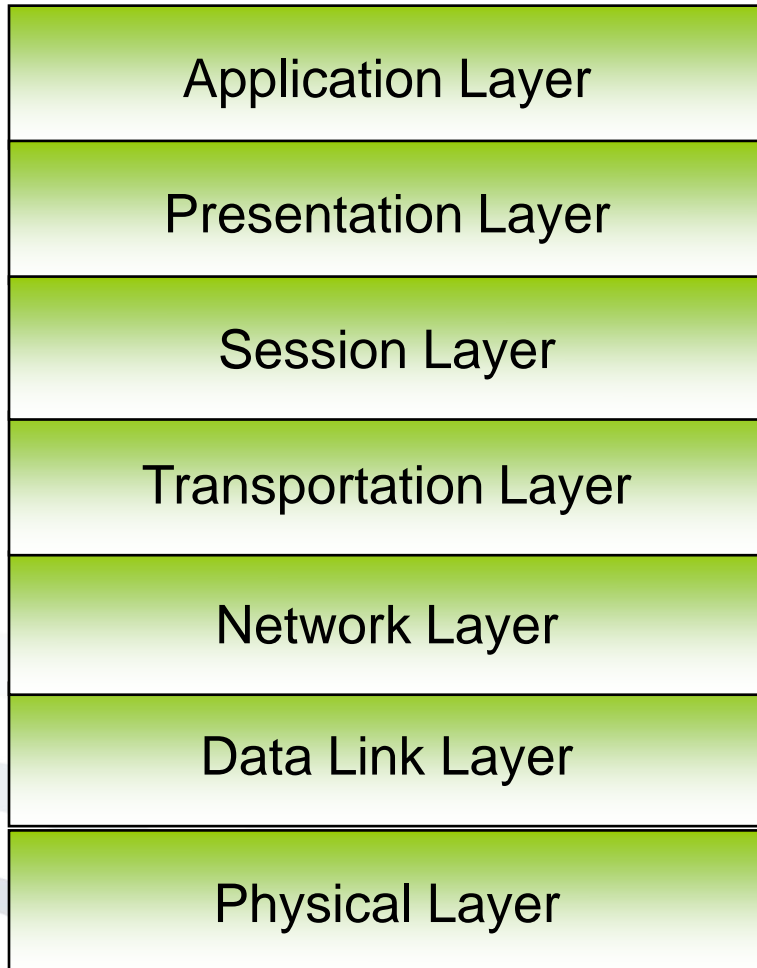 Application Layer
Presentation Layer
Session Layer
Transportation Layer
Network Layer
Data Link Layer
Physical Layer